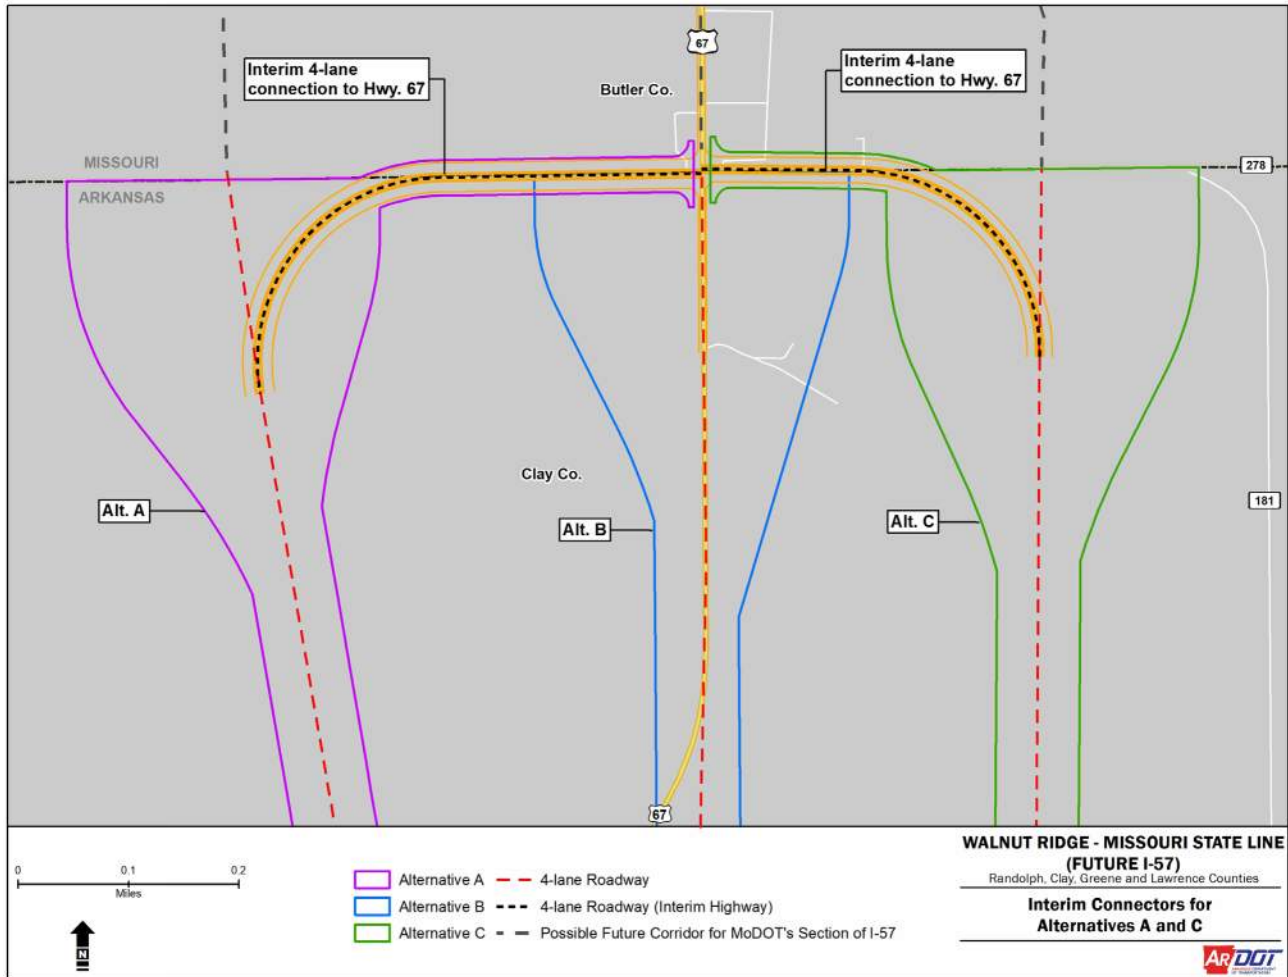 67
Interim 4-lane
connection to Hwy. 67
Interim 4-lane
connection to Hwy. 67
Butler Co.
MISSOURI
ARKANSAS
278
Clay Co.
Alt. A
Alt. B
Alt. C
181
67
0 0.1 0.2
Miles
N
Alternative A 4-lane Roadway
Alternative B 4-lane Roadway (Interim Highway)
Alternative C Possible Future Corridor for MoDOT's Section of I-57
WALNUT RIDGE - MISSOURI STATE LINE
(FUTURE I-57)
Randolph, Clay, Greene and Lawrence Counties
Interim Connectors for
Alternatives A and C
ARDOT